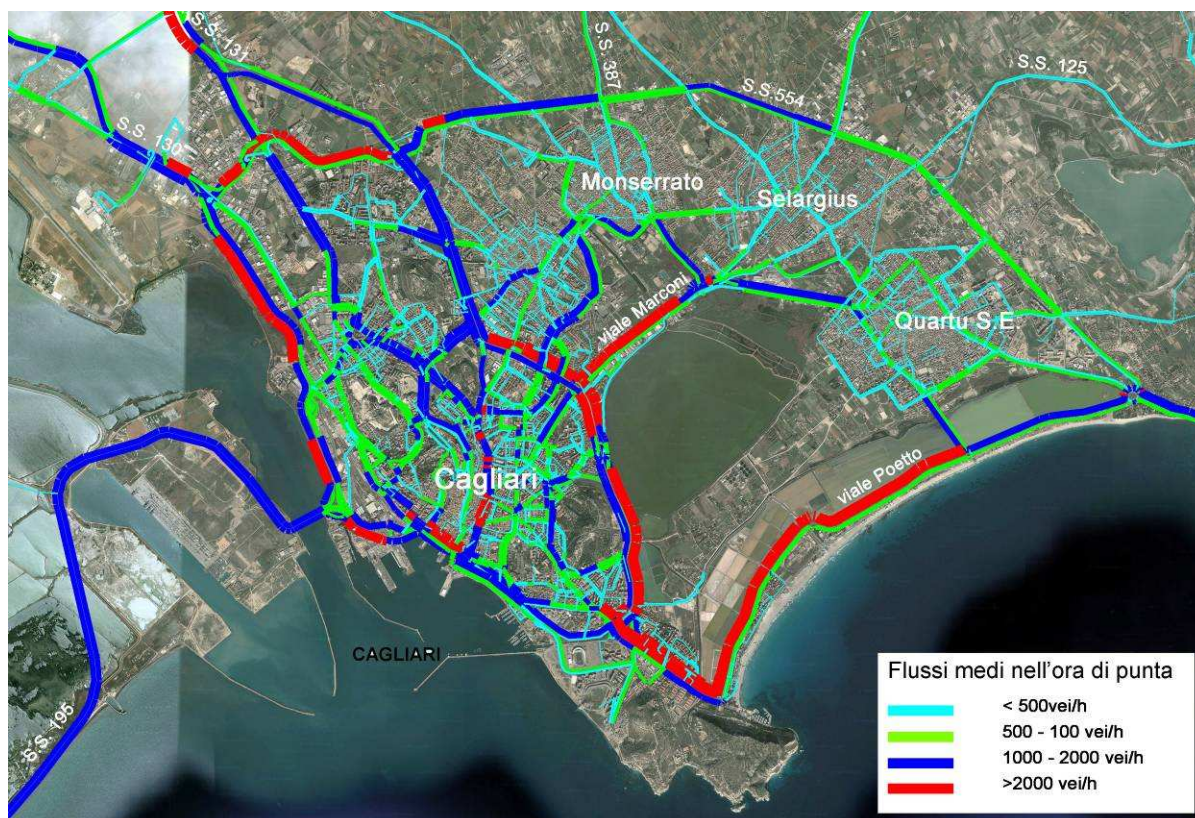 S.S. 131
S.S. 387
S.S. 125
S.S.554
S.S. 130
Monserrato
Selargius
viale Marconi
Quartu S.E
Cagliari
viale Poetto
CAGLIARI
S.S. 195
Flussi medi nell'ora di punta
< 500vei/h
500 - 100 vei/h
1000 - 2000 vei/h
>2000 vei/h